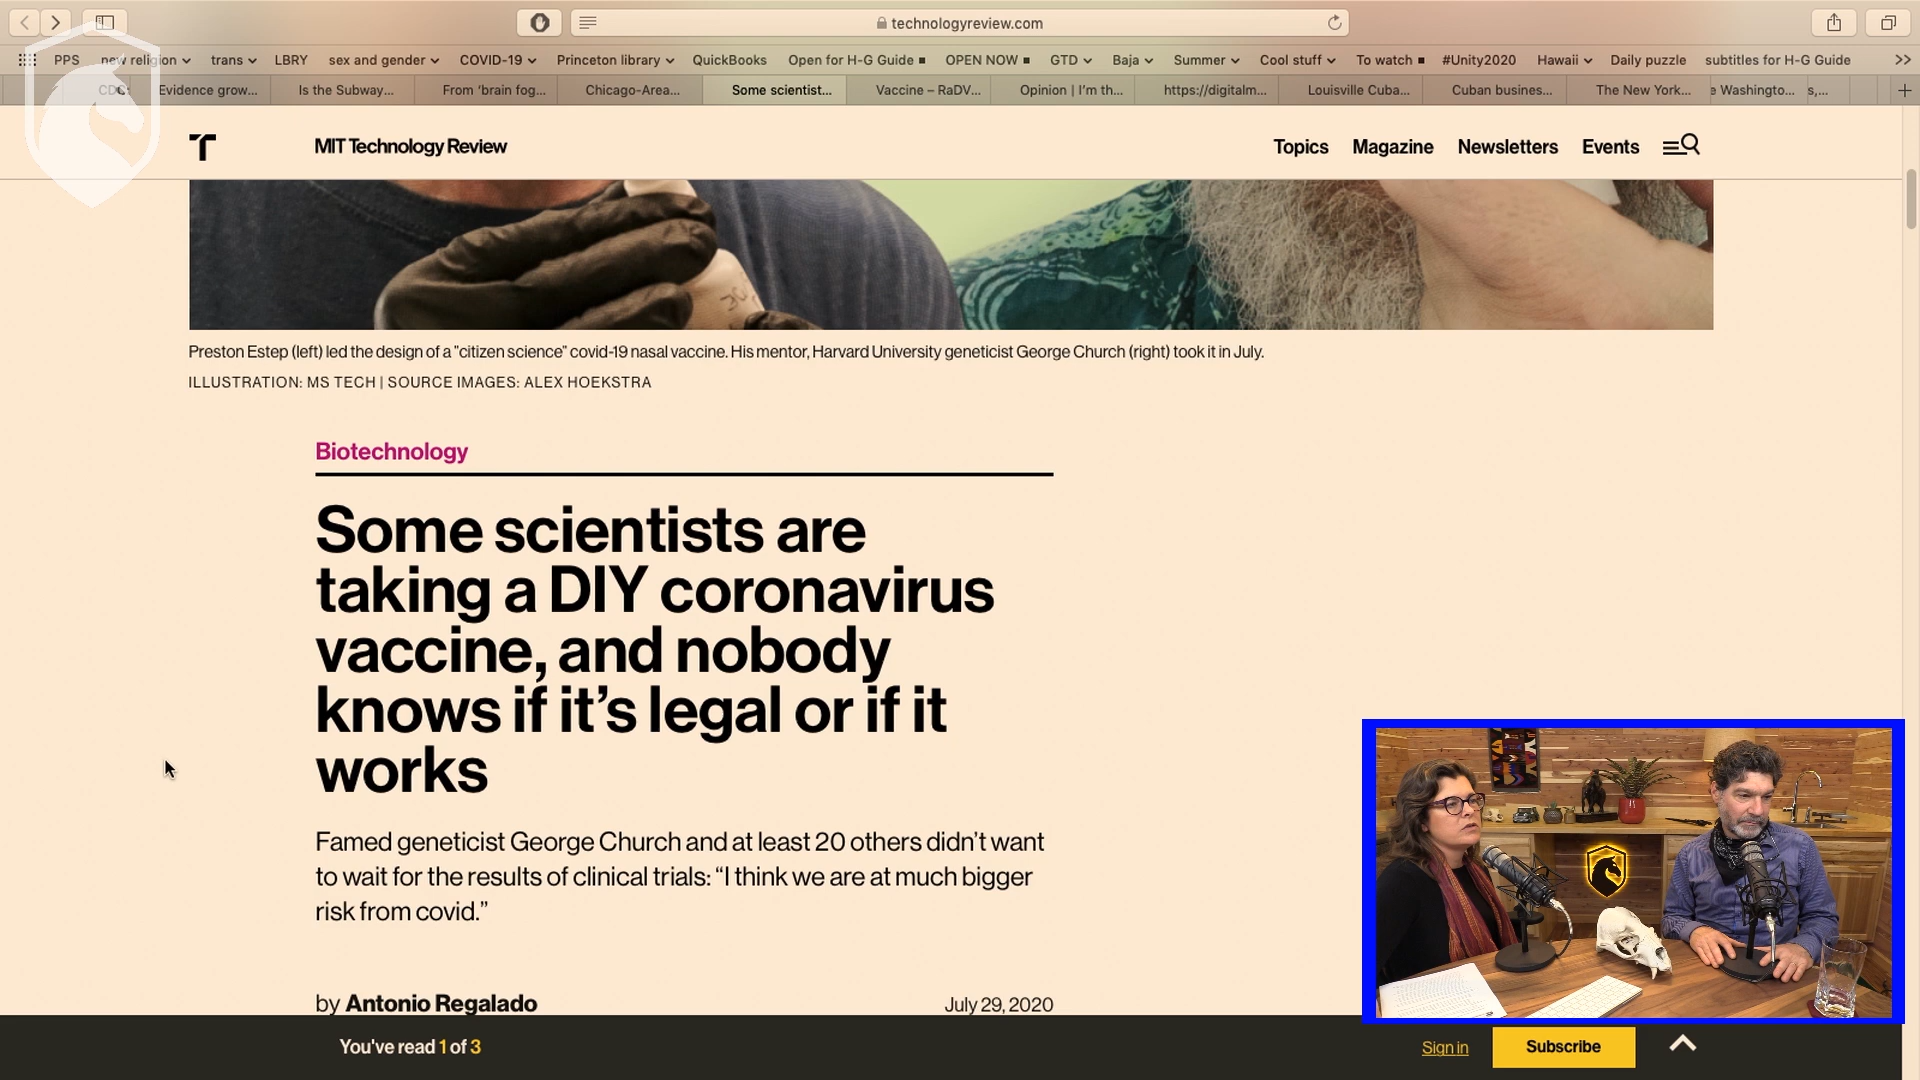 technologyreview.com
PPS new religion trans LBRY sex and gender COVID-19 Princeton library QuickBooks Open for H-G Guide OPEN NOW GTD Baja Summer Cool stuff To watch #Unity2020 Hawaii Daily puzzle subtitles for H-G Guide
Evidence grow... Is the Subway... From ‘brain fog... Chicago-Area... Some scientist... Vaccine – RaDV... Opinion | I’m th... https://digitalm... Louisville Cuba... Cuban busines... The New York... e Washingto... s,...
MIT Technology Review
Topics Magazine Newsletters Events
Preston Estep (left) led the design of a "citizen science" covid-19 nasal vaccine. His mentor, Harvard University geneticist George Church (right) took it in July.
ILLUSTRATION: MS TECH | SOURCE IMAGES: ALEX HOEKSTRA
Biotechnology
Some scientists are
taking a DIY coronavirus
vaccine, and nobody
knows if it’s legal or if it
works
Famed geneticist George Church and at least 20 others didn’t want
to wait for the results of clinical trials: “I think we are at much bigger
risk from covid.”
by Antonio Regalado July 29, 2020
You've read 1 of 3
Sign in Subscribe